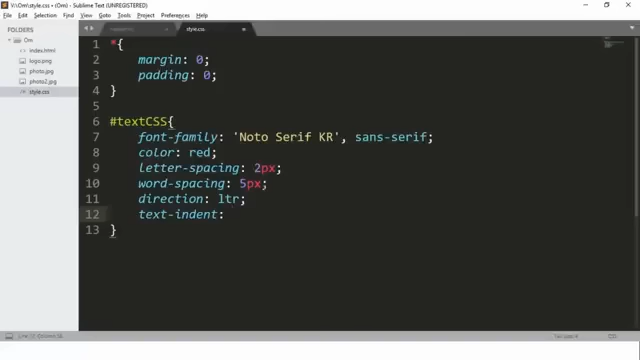 V:\Om\style.css - Sublime Text (UNREGISTERED)
File Edit Selection Find View Goto Tools Project Preferences Help
FOLDERS
Om
index.html
logo.png
photo.jpg
photo2.jpg
style.css
style.css
1 *{
2 margin: 0;
3 padding: 0;
4 }
5
6 #textCSS{
7 font-family: 'Noto Serif KR', sans-serif;
8 color: red;
9 letter-spacing: 2px;
10 word-spacing: 5px;
11 direction: ltr;
12 text-indent:
13 }